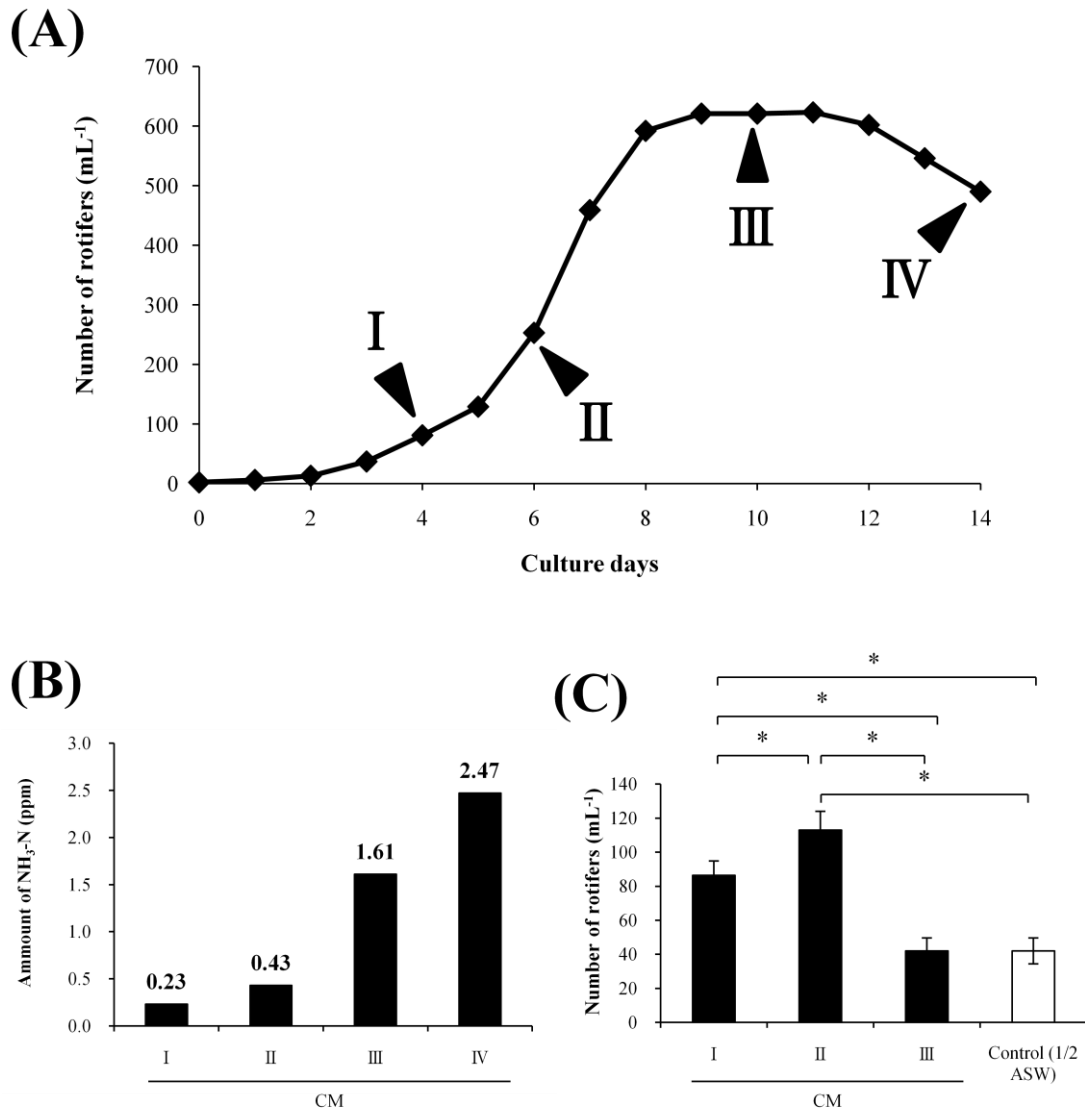 (A)
Number of rotifers (mL-1)
700
600
500
400
300
200
100
0
I
II
III
IV
0 2 4 6 8 10 12 14
Culture days
(B)
Ammount of NH3-N (ppm)
3.0
2.5
2.0
1.5
1.0
0.5
0.0
0.23
0.43
1.61
2.47
I II III IV
CM
(C)
*
*
* *
*
Number of rotifers (mL-1)
140
120
100
80
60
40
20
0
I II III Control (1/2
ASW)
CM